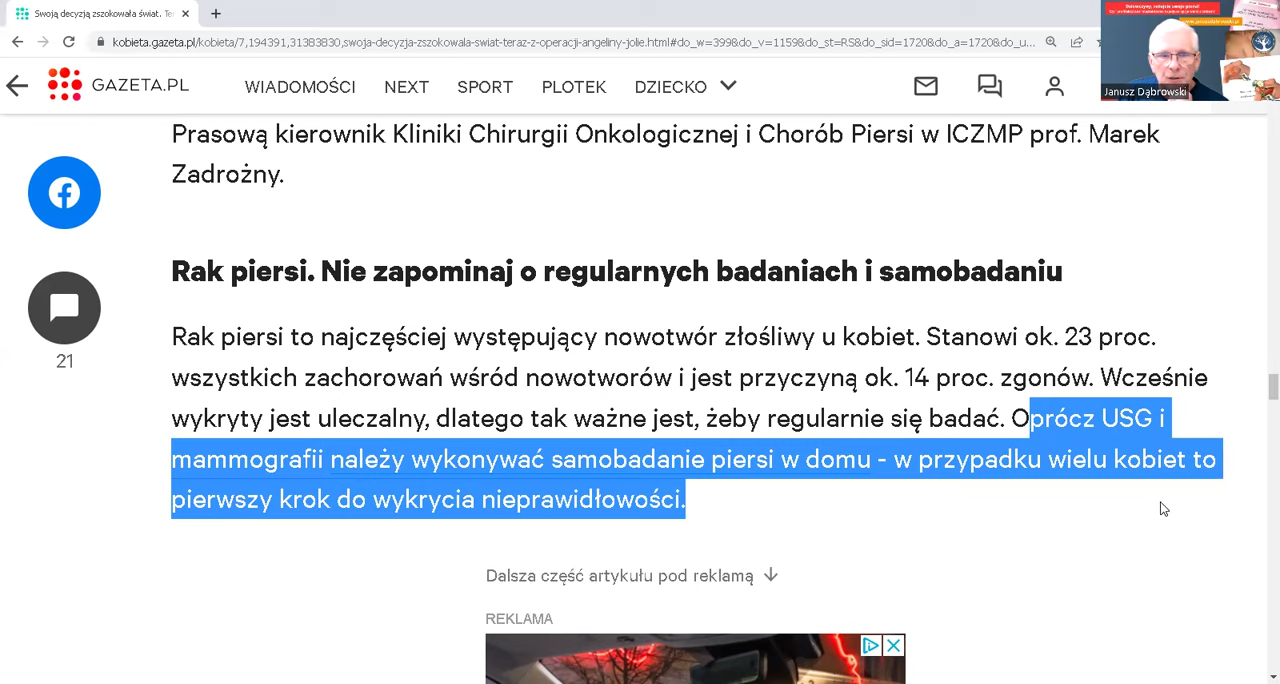 Swoją decyzją zszokowała świat. Te
kobieta.gazeta.pl/kobieta/7,194391,31383830,swoja-decyzja-zszokowala-swiat-teraz-z-operacji-angeliny-jolie.html#do_w=399&do_v=1159&do_st=RS&do_sid=1720&do_a=1720&do_u...
Janusz Dąbrowski
GAZETA.PL WIADOMOŚCI NEXT SPORT PLOTEK DZIECKO
Prasową kierownik Kliniki Chirurgii Onkologicznej i Chorób Piersi w ICZMP prof. Marek
Zadrożny.
21
Rak piersi. Nie zapominaj o regularnych badaniach i samobadaniu
Rak piersi to najczęściej występujący nowotwór złośliwy u kobiet. Stanowi ok. 23 proc.
wszystkich zachorowań wśród nowotworów i jest przyczyną ok. 14 proc. zgonów. Wcześnie
wykryty jest uleczalny, dlatego tak ważne jest, żeby regularnie się badać. Oprócz USG i
mammografii należy wykonywać samobadanie piersi w domu - w przypadku wielu kobiet to
pierwszy krok do wykrycia nieprawidłowości.
Dalsza część artykułu pod reklamą
REKLAMA